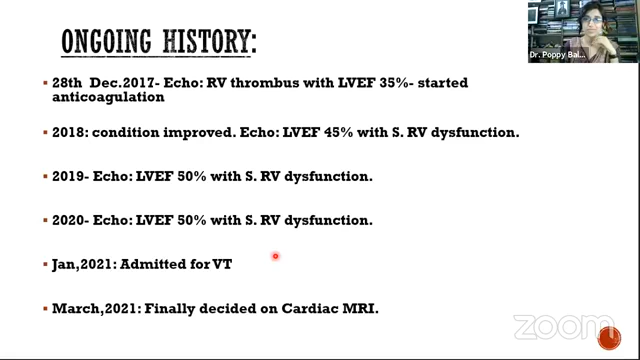 ONGOING HISTORY:
Dr. Poppy Bal...
▪ 28th Dec.2017- Echo: RV thrombus with LVEF 35%- started
anticoagulation
▪ 2018: condition improved. Echo: LVEF 45% with S. RV dysfunction.
▪ 2019- Echo: LVEF 50% with S. RV dysfunction.
▪ 2020- Echo: LVEF 50% with S. RV dysfunction.
▪ Jan,2021: Admitted for VT
▪ March,2021: Finally decided on Cardiac MRI.
zoom